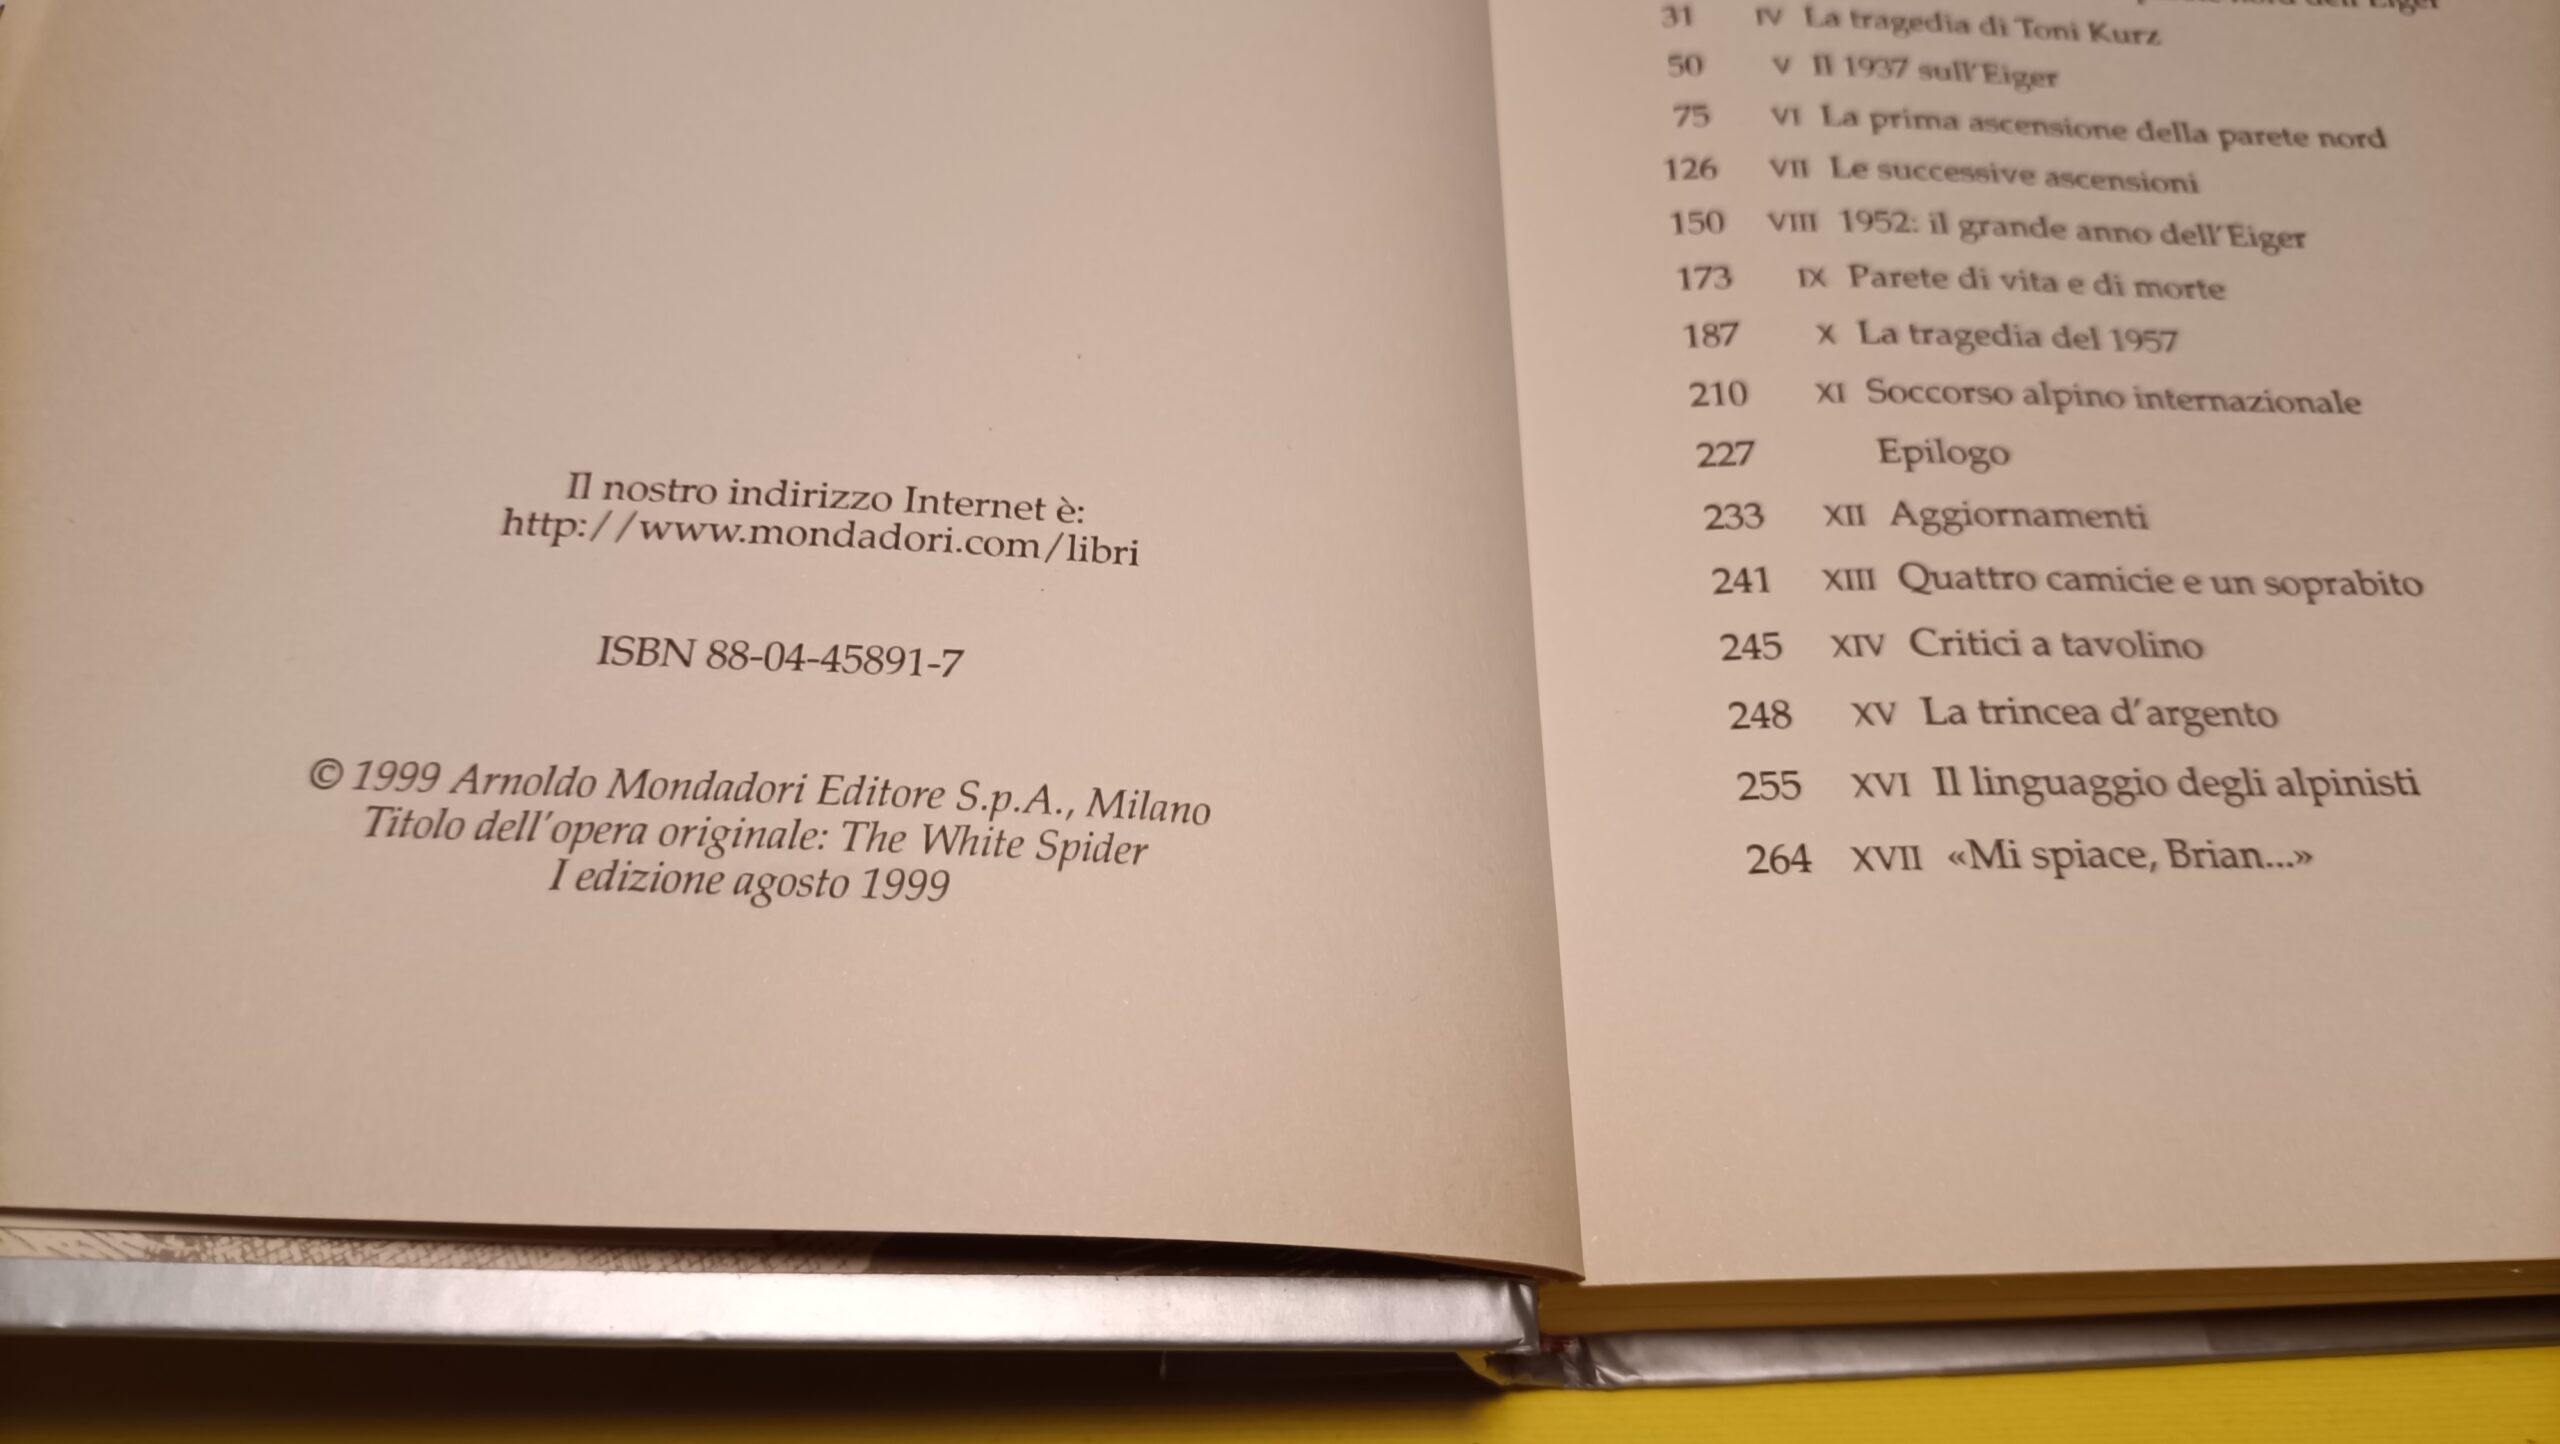 Il nostro indirizzo Internet è:
http://www.mondadori.com/libri
ISBN 88-04-45891-7
© 1999 Arnoldo Mondadori Editore S.p.A., Milano
Titolo dell'opera originale: The White Spider
I edizione agosto 1999
nord dell'Eiger
31 IV La tragedia di Toni Kurz
50 V Il 1937 sull'Eiger
75 VI La prima ascensione della parete nord
126 VII Le successive ascensioni
150 VIII 1952: il grande anno dell'Eiger
173 IX Parete di vita e di morte
187 X La tragedia del 1957
210 XI Soccorso alpino internazionale
227 Epilogo
233 XII Aggiornamenti
241 XIII Quattro camicie e un soprabito
245 XIV Critici a tavolino
248 XV La trincea d'argento
255 XVI Il linguaggio degli alpinisti
264 XVII «Mi spiace, Brian...»